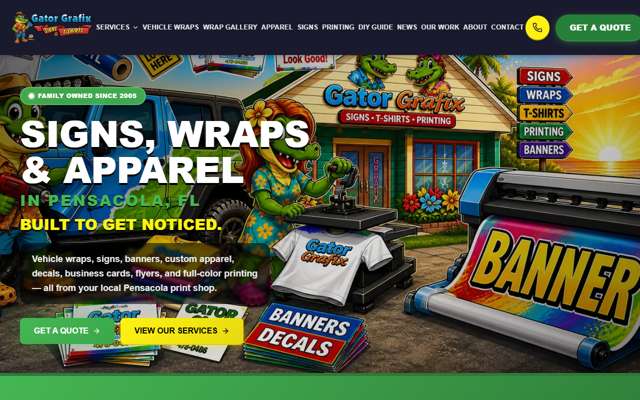 Gator Grafix
SERVICES
VEHICLE WRAPS
WRAP GALLERY
APPAREL
SIGNS
PRINTING
DIY GUIDE
NEWS
OUR WORK
ABOUT
CONTACT
GET A QUOTE
Look Good!
HERE
FAMILY OWNED SINCE 2005
SIGNS, WRAPS
& APPAREL
IN PENSACOLA, FL
BUILT TO GET NOTICED.
Vehicle wraps, signs, banners, custom apparel,
decals, business cards, flyers, and full-color printing
— all from your local Pensacola print shop.
GET A QUOTE →
VIEW OUR SERVICES →
Gator Grafix
SIGNS • T-SHIRTS • PRINTING
SIGNS
WRAPS
T-SHIRTS
PRINTING
BANNERS
Gator Grafix
BANNER
GATOR
BANNERS
DECALS